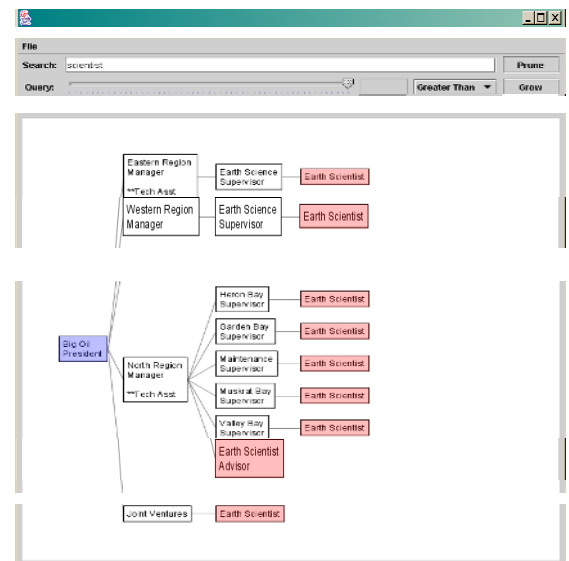 File
Search: scientist Prune
Query: Greater Than Grow
Eastern Region
Manager
**Tech Asst
Earth Science
Supervisor
Earth Scientist
Western Region
Manager
Earth Science
Supervisor
Earth Scientist
Big Oil
President
North Region
Manager
**Tech Asst
Heron Bay
Supervisor
Earth Scientist
Garden Bay
Supervisor
Earth Scientist
Maintenance
Supervisor
Earth Scientist
Muskrat Bay
Supervisor
Earth Scientist
Valley Bay
Supervisor
Earth Scientist
Earth Scientist
Advisor
Joint Ventures
Earth Scientist